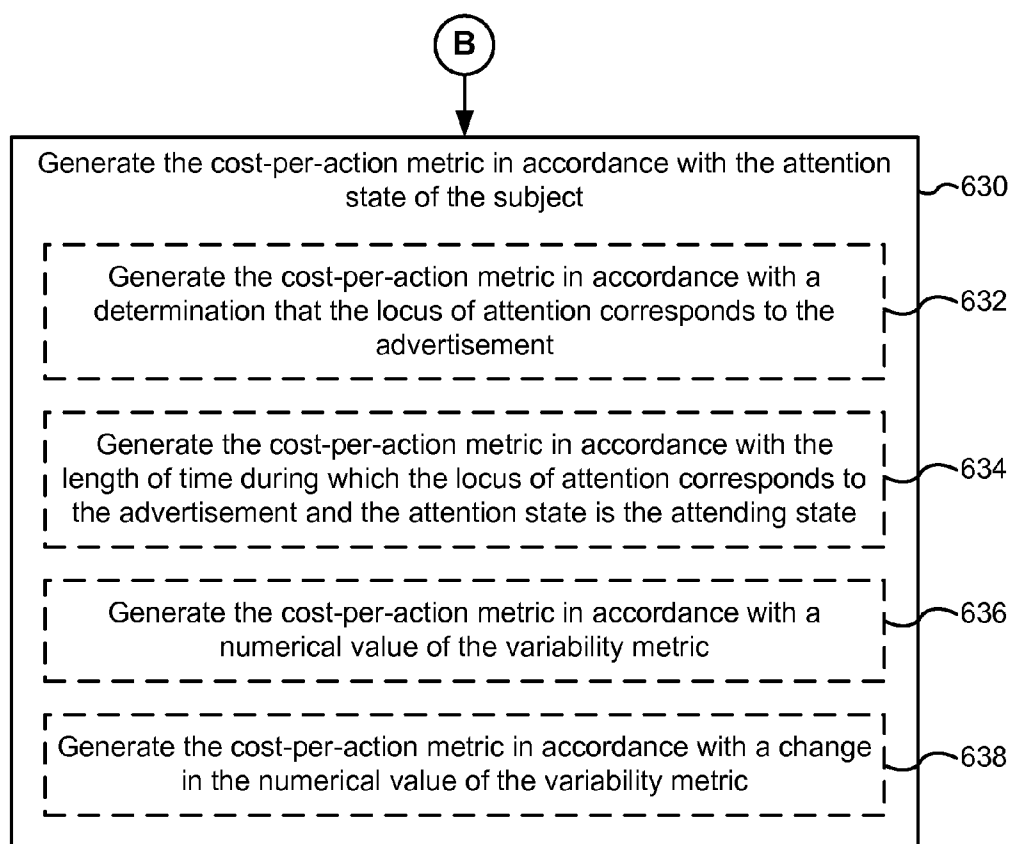 B
Generate the cost-per-action metric in accordance with the attention
state of the subject
630
Generate the cost-per-action metric in accordance with a
determination that the locus of attention corresponds to the
advertisement
632
Generate the cost-per-action metric in accordance with the
length of time during which the locus of attention corresponds to
the advertisement and the attention state is the attending state
634
Generate the cost-per-action metric in accordance with a
numerical value of the variability metric
636
Generate the cost-per-action metric in accordance with a change
in the numerical value of the variability metric
638